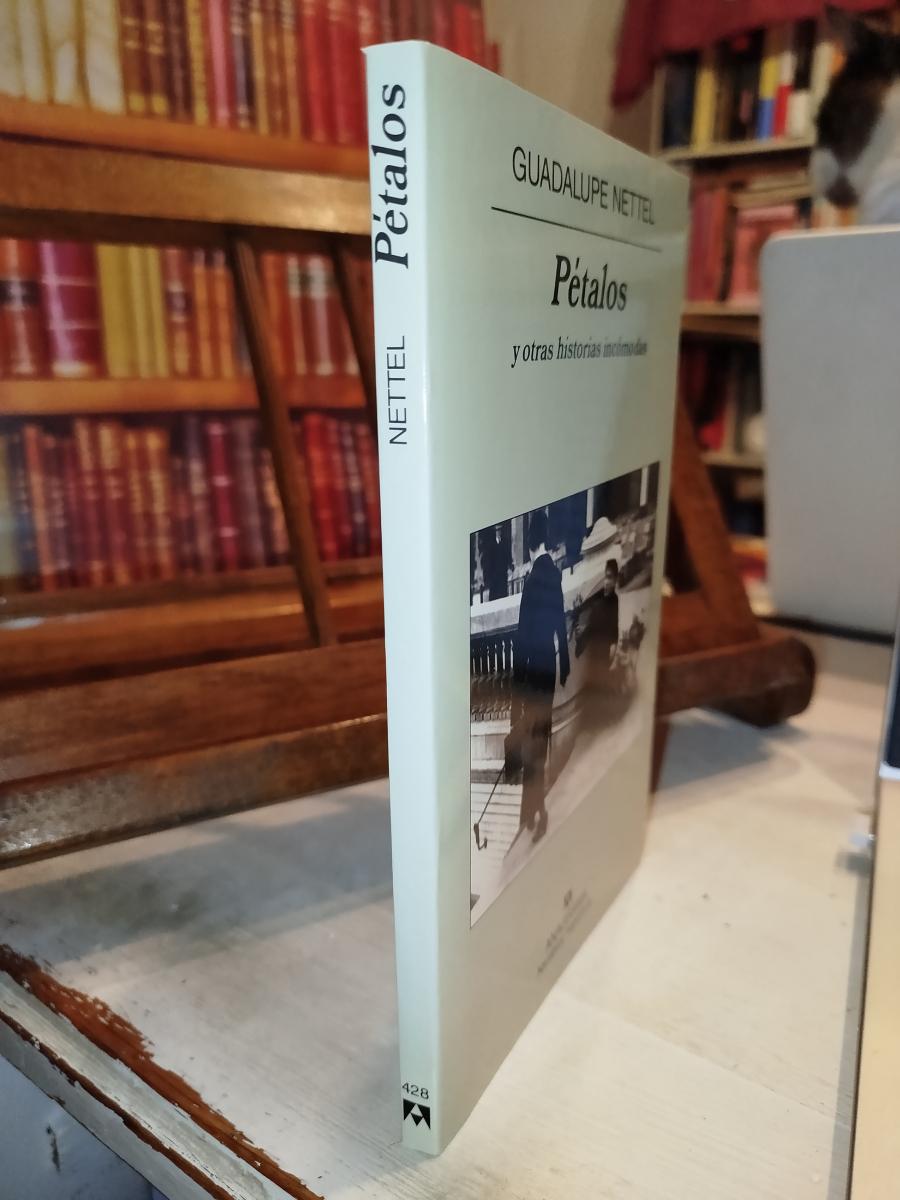 Pétalos
NETTEL
428
GUADALUPE NETTEL
Pétalos
y otras historias incómodas